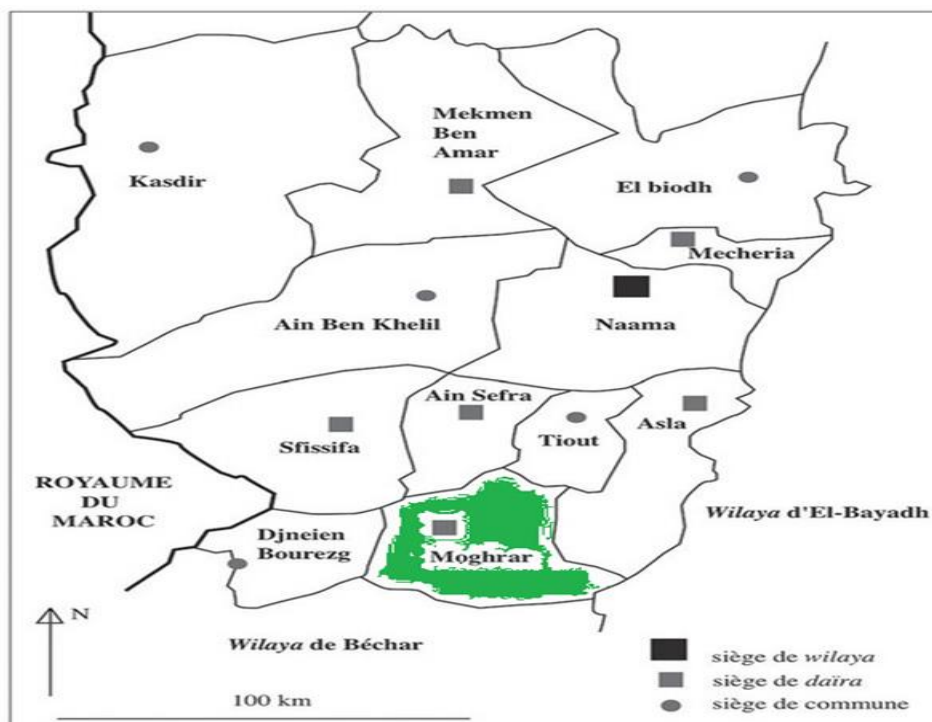 Mekmen
Ben
Amar
Kasdir
El biodh
Mecheria
Ain Ben Khelil
Naama
Ain Sefra
Sfissifa
Tiout
Asla
ROYAUME
DU
MAROC
Wilaya d'El-Bayadh
Djneien
Bourezg
Moghrar
N
Wilaya de Béchar
siège de wilaya
siège de daïra
siège de commune
100 km